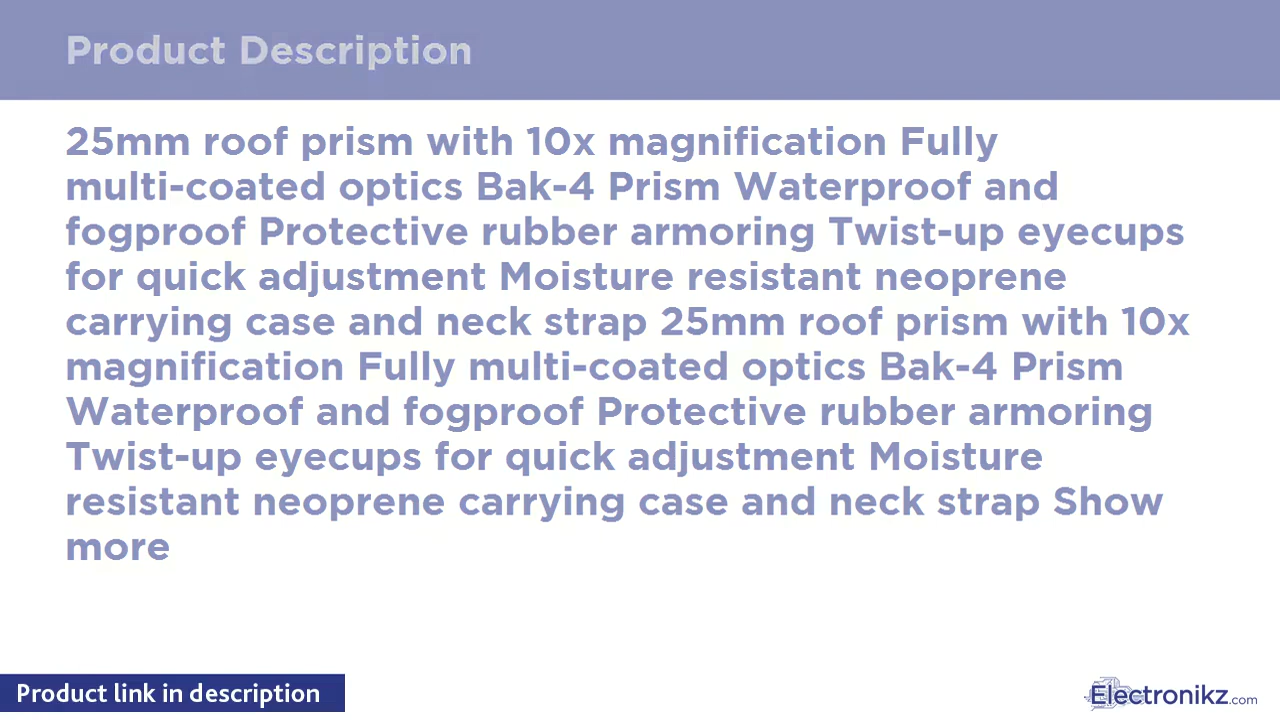 Product Description
25mm roof prism with 10x magnification Fully
multi-coated optics Bak-4 Prism Waterproof and
fogproof Protective rubber armoring Twist-up eyecups
for quick adjustment Moisture resistant neoprene
carrying case and neck strap 25mm roof prism with 10x
magnification Fully multi-coated optics Bak-4 Prism
Waterproof and fogproof Protective rubber armoring
Twist-up eyecups for quick adjustment Moisture
resistant neoprene carrying case and neck strap Show
more
Product link in description
Electronikz.com